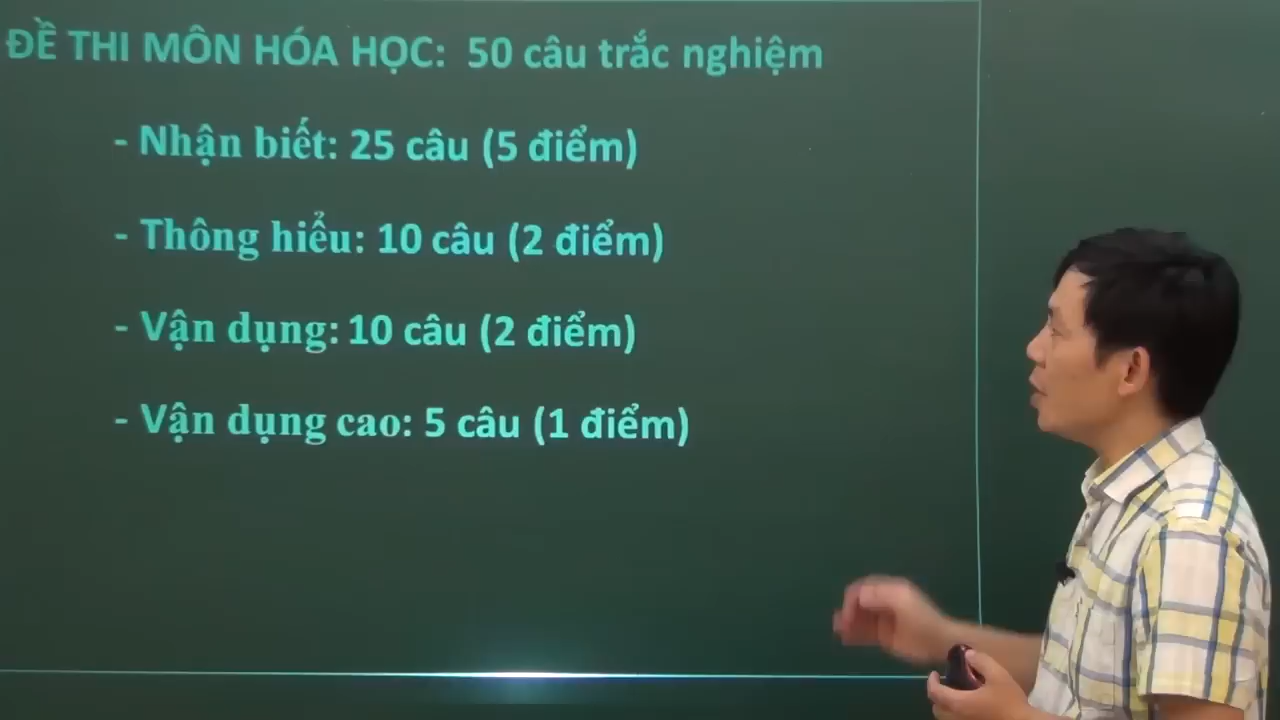 ĐỀ THI MÔN HÓA HỌC: 50 câu trắc nghiệm
- Nhận biết: 25 câu (5 điểm)
- Thông hiểu: 10 câu (2 điểm)
- Vận dụng: 10 câu (2 điểm)
- Vận dụng cao: 5 câu (1 điểm)